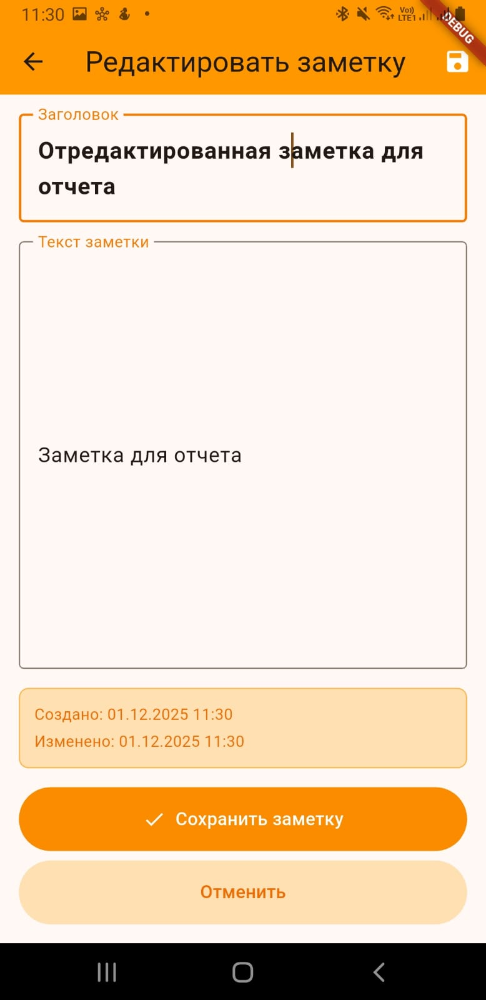 11:30
Vo)) LTE1
DEBUG
Редактировать заметку
Заголовок
Отредактированная заметка для
отчета
Текст заметки
Заметка для отчета
Создано: 01.12.2025 11:30
Изменено: 01.12.2025 11:30
Сохранить заметку
Отменить